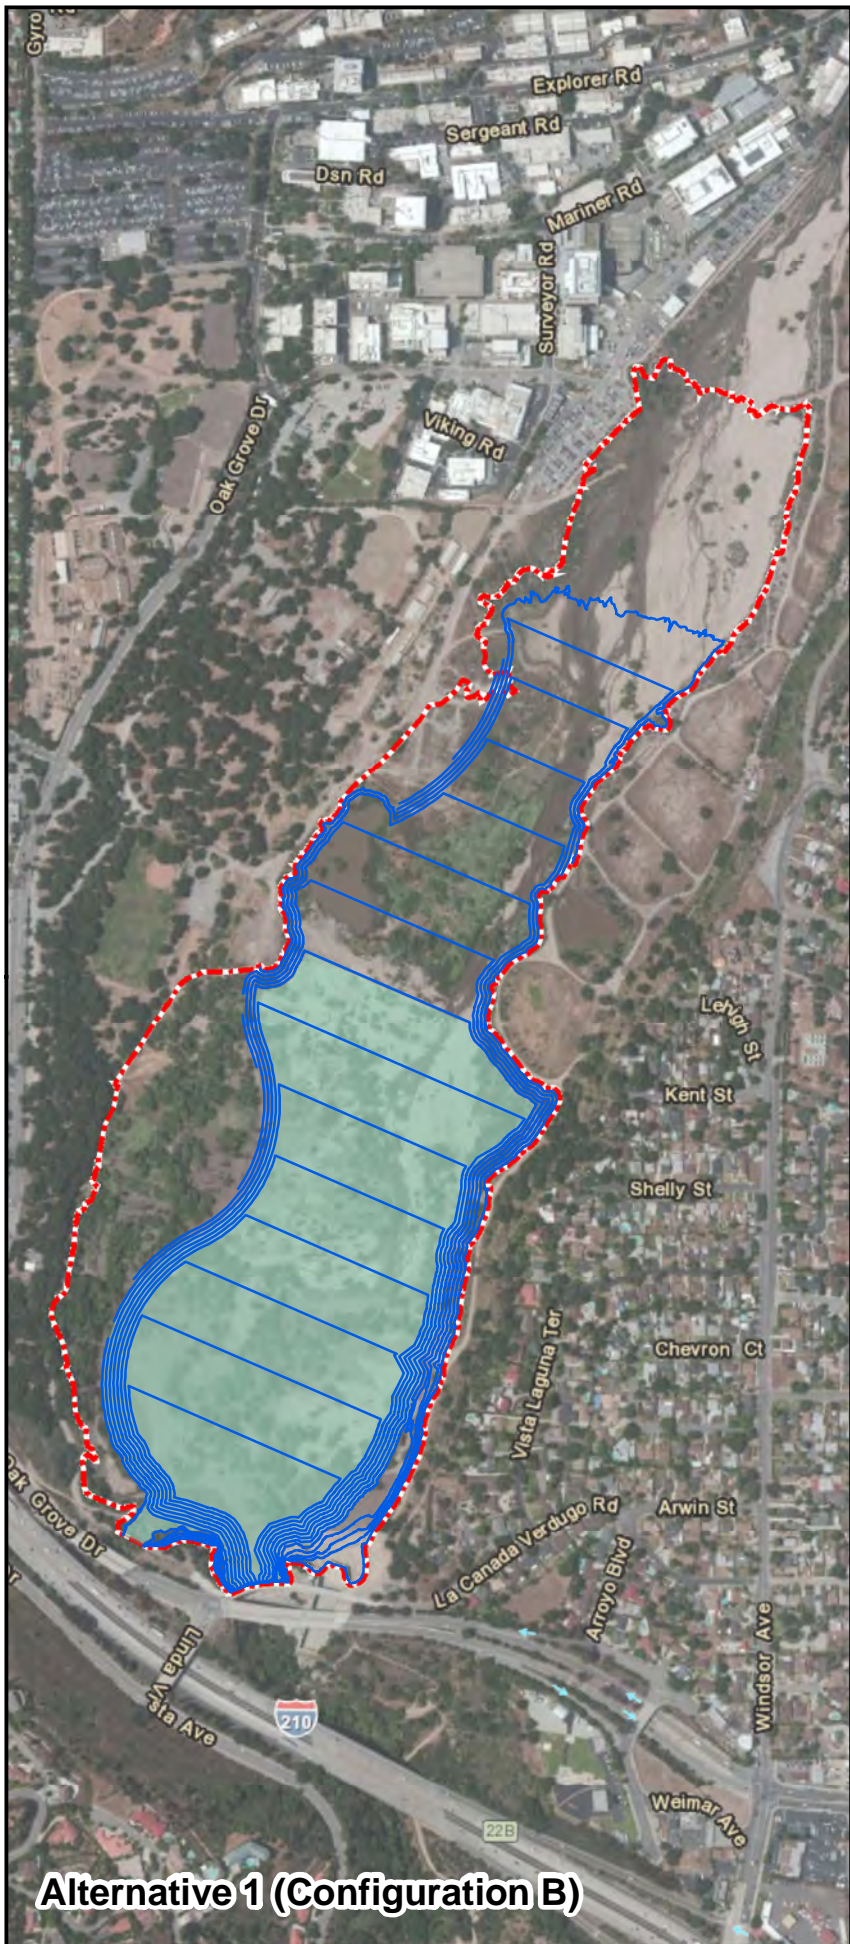 Gyro Rd
Explorer Rd
Sergeant Rd
Dsn Rd
Mariner Rd
Surveyor Rd
Oak Grove Dr
Viking Rd
Lehigh St
Kent St
Shelly St
Vista Laguna Ter
Chevron Ct
Oak Grove Dr
Dr
La Canada Verdugo Rd
Arwin St
Arroyo Blvd
Windsor Ave
Linda Vista Ave
210
Weimar Ave
22B
Alternative 1 (Configuration B)